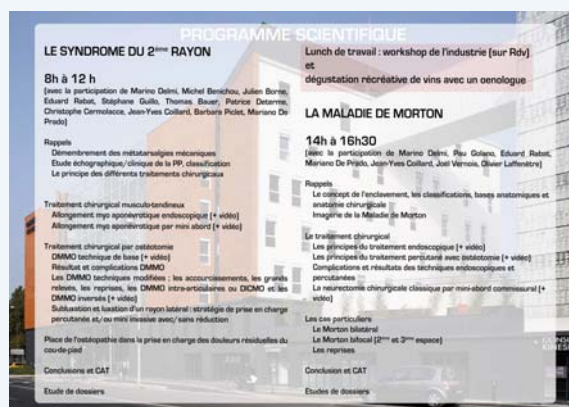 PROGRAMME SCIENTIFIQUE
LE SYNDROME DU 2ème RAYON
8h à 12 h
(avec la participation de Marino Delmi, Michel Benichou, Julien Borne,
Eduard Rabat, Stéphane Guillo, Thomas Bauer, Patrice Determe,
Christophe Cermolacce, Jean-Yves Coillard, Barbara Piclet, Mariano De
Prado)
Rappels
Démembrement des métatarsalgies mécaniques
Etude échographique/clinique de la PP, classification
Le principe des différents traitements chirurgicaux
Traitement chirurgical musculo-tendineux
Allongement myo aponévrotique endoscopique (+ vidéo)
Allongement myo aponévrotique par mini abord (+ vidéo)
Traitement chirurgical par ostéotomie
DMMO technique de base (+ vidéo)
Résultat et complications DMMO
Les DMMO techniques modifiées ; les accourcissements, les grands
relevés, les reprises, les DMMO intra-articulaires ou DICMO et les
DMMO inversés (+ vidéo)
Subluxation et luxation d'un rayon latéral : stratégie de prise en charge
percutanée et/ou mini invasive avec/sans réduction
Place de l'ostéopathie dans la prise en charge des douleurs résiduelles du
cou-de-pied
Conclusions et CAT
Etude de dossiers
Lunch de travail : workshop de l'industrie (sur Rdv)
et
dégustation récréative de vins avec un oenologue
LA MALADIE DE MORTON
14h à 16h30
(avec la participation de Marino Delmi, Pau Golano, Eduard Rabat,
Mariano De Prado, Jean-Yves Coillard, Joël Vernois, Olivier Laffenêtre)
Rappels
Le concept de l'enclavement, les classifications, bases anatomiques et
anatomie chirurgicale
Imagerie de la Maladie de Morton
Le traitement chirurgical
Les principes du traitement endoscopique (+ vidéo)
Les principes du traitement percutané avec ostéotomie (+ vidéo)
Complications et résultats des techniques endoscopiques et
percutanées
La neurectomie chirurgicale classique par mini-abord commissural (+
vidéo)
Les cas particuliers
Le Morton bilatéral
Le Morton bifocal (2ème et 3ème espace)
Les reprises
Conclusion et CAT
Etudes de dossiers